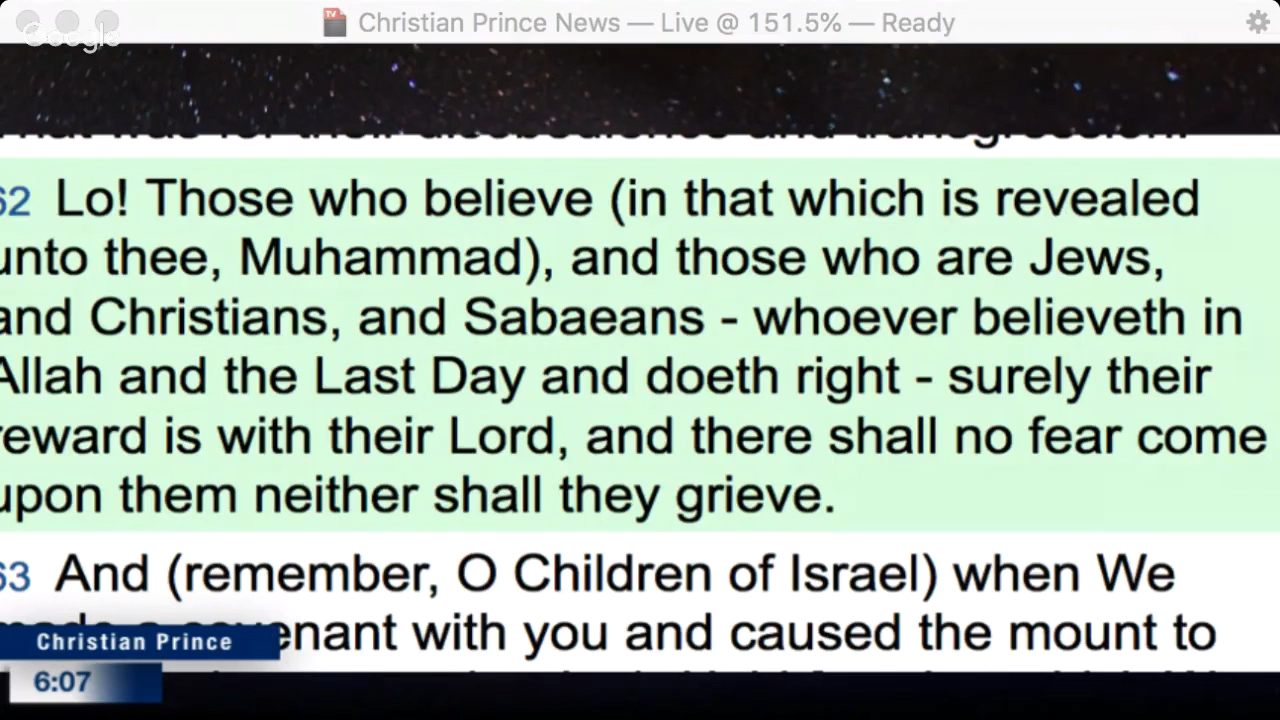 Christian Prince News — Live @ 151.5% — Ready
Google
62 Lo! Those who believe (in that which is revealed
unto thee, Muhammad), and those who are Jews,
and Christians, and Sabaeans - whoever believeth in
Allah and the Last Day and doeth right - surely their
reward is with their Lord, and there shall no fear come
upon them neither shall they grieve.
63 And (remember, O Children of Israel) when We
covenant with you and caused the mount to
Christian Prince
6:07